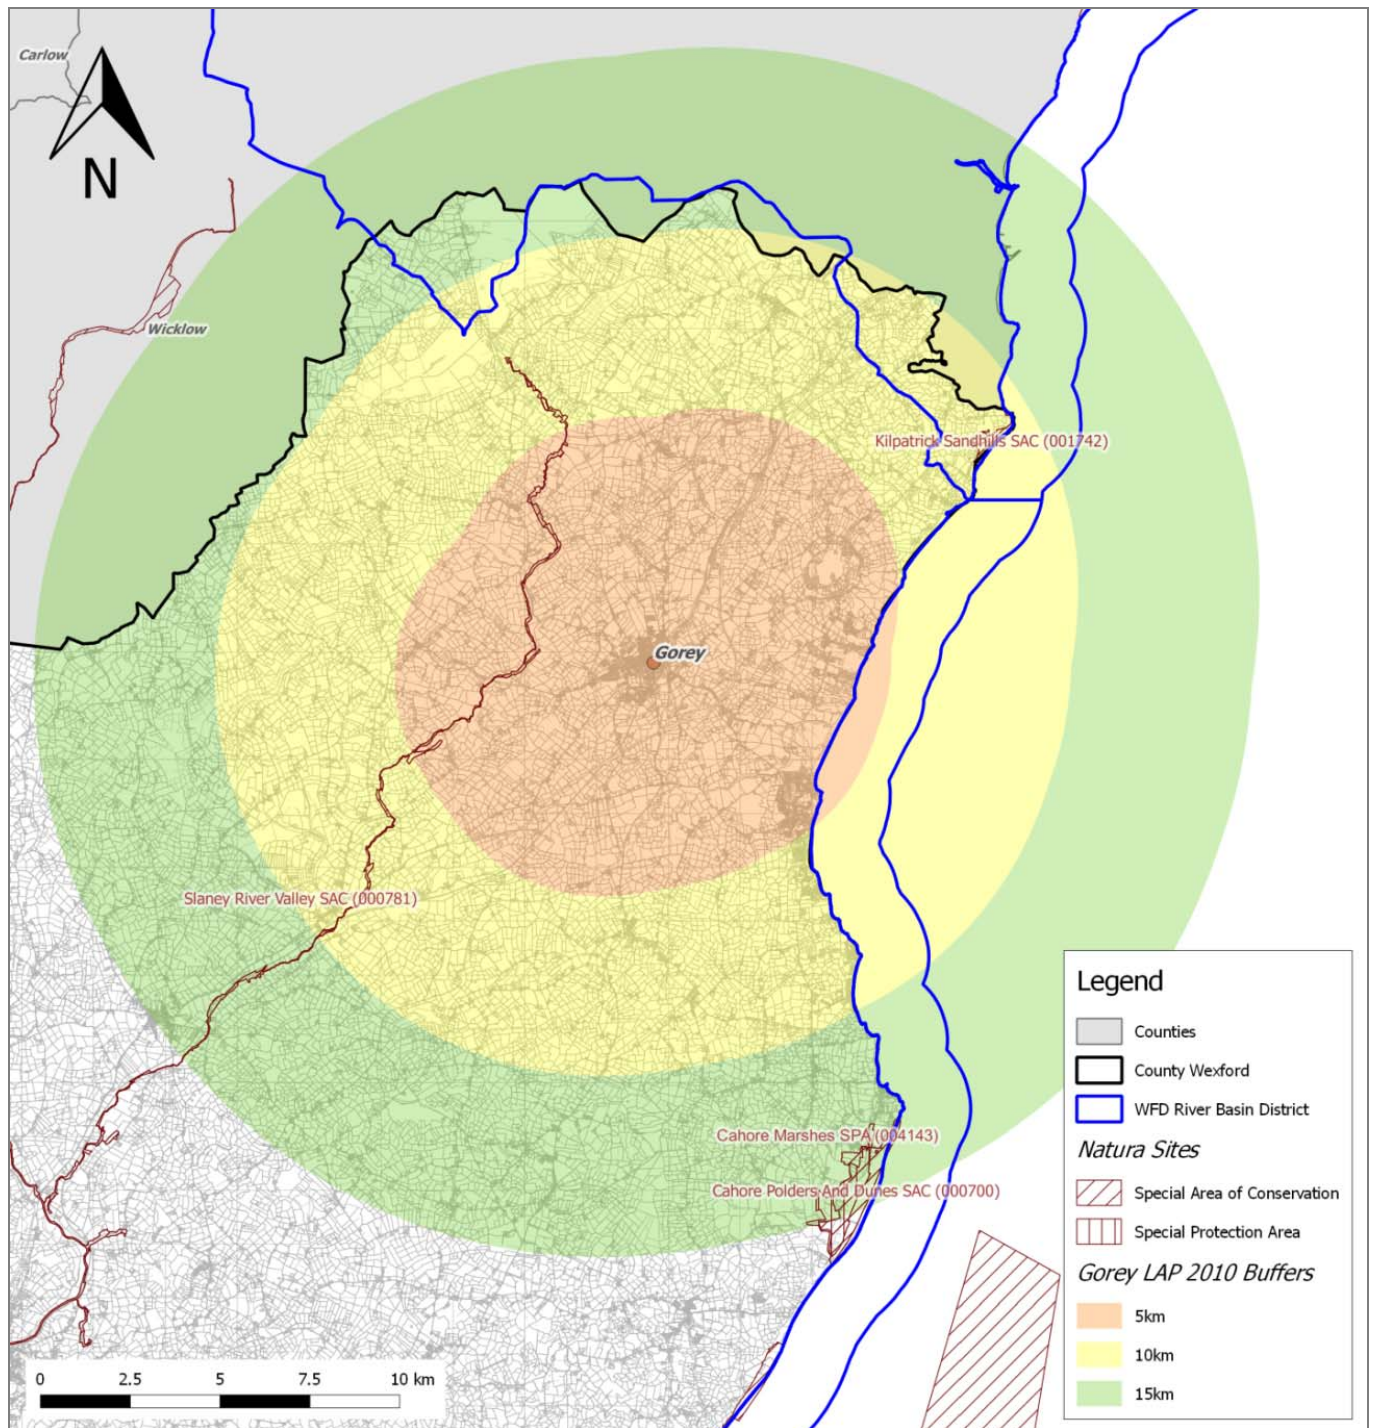 Carlow
N
Wicklow
Kilpatrick Sandhills SAC (001742)
Gorey
Slaney River Valley SAC (000781)
Cahore Marshes SPA (004143)
Cahore Polders And Dunes SAC (000700)
Legend
Counties
County Wexford
WFD River Basin District
Natura Sites
Special Area of Conservation
Special Protection Area
Gorey LAP 2010 Buffers
5km
10km
15km
0 2.5 5 7.5 10 km